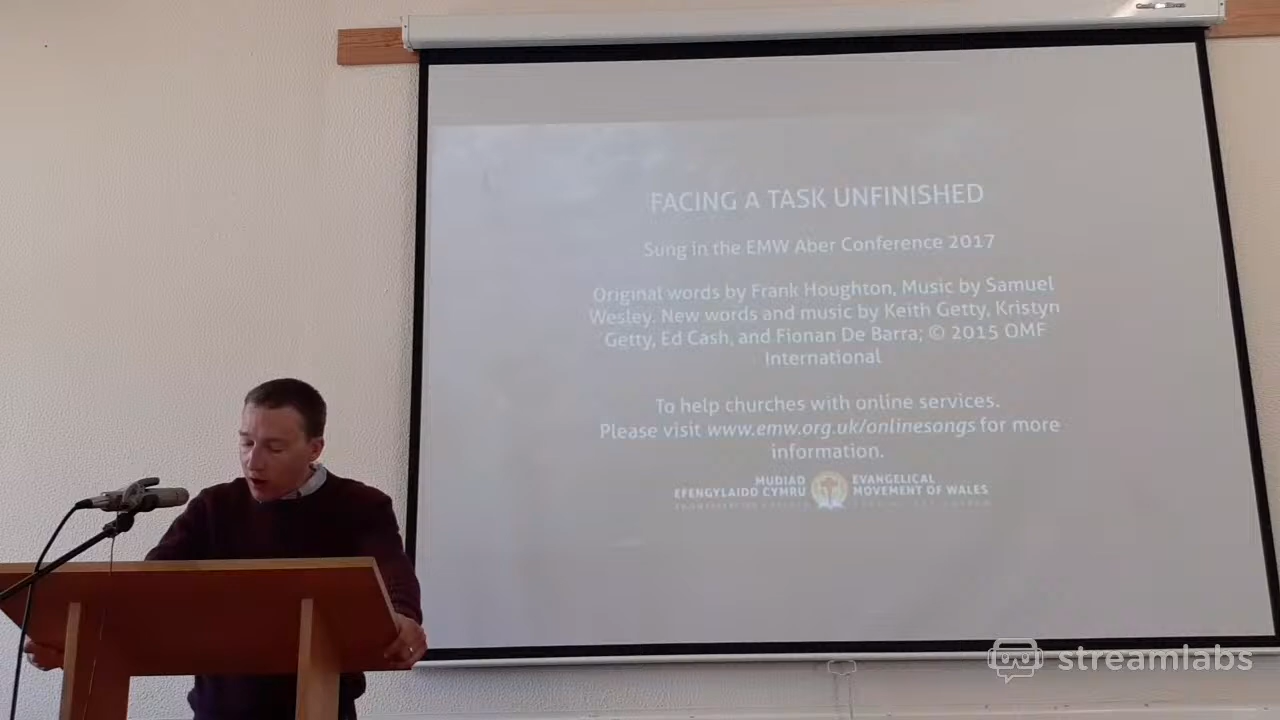 FACING A TASK UNFINISHED
Sung in the EMW Aber Conference 2017
Original words by Frank Houghton, Music by Samuel
Wesley. New words and music by Keith Getty, Kristyn
Getty, Ed Cash, and Fionan De Barra; © 2015 OMF
International
To help churches with online services.
Please visit www.emw.org.uk/onlinesongs for more
information.
MUDIAD
EFENGYLAIDD CYMRU
EVANGELICAL
MOVEMENT OF WALES
streamlabs